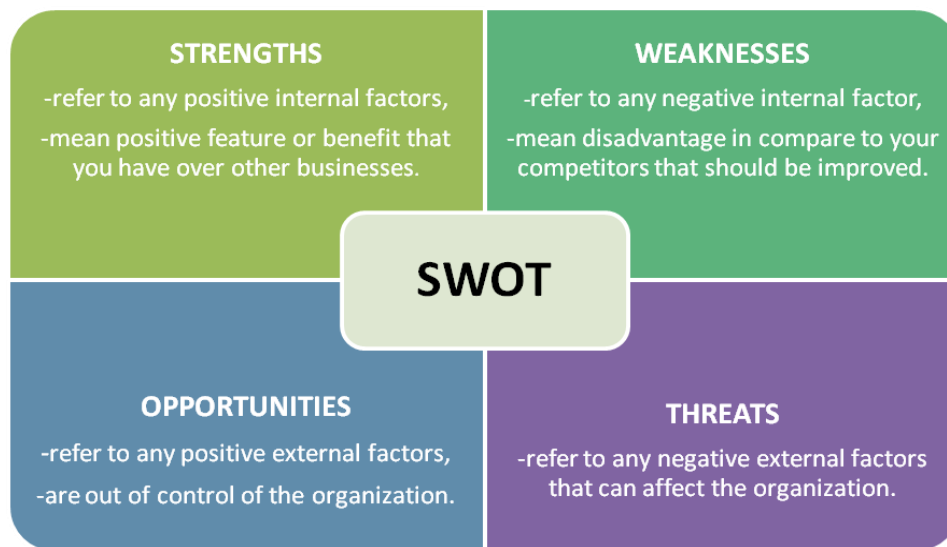 STRENGTHS
-refer to any positive internal factors,
-mean positive feature or benefit that
you have over other businesses.
WEAKNESSES
-refer to any negative internal factor,
-mean disadvantage in compare to your
competitors that should be improved.
SWOT
OPPORTUNITIES
-refer to any positive external factors,
-are out of control of the organization.
THREATS
-refer to any negative external factors
that can affect the organization.